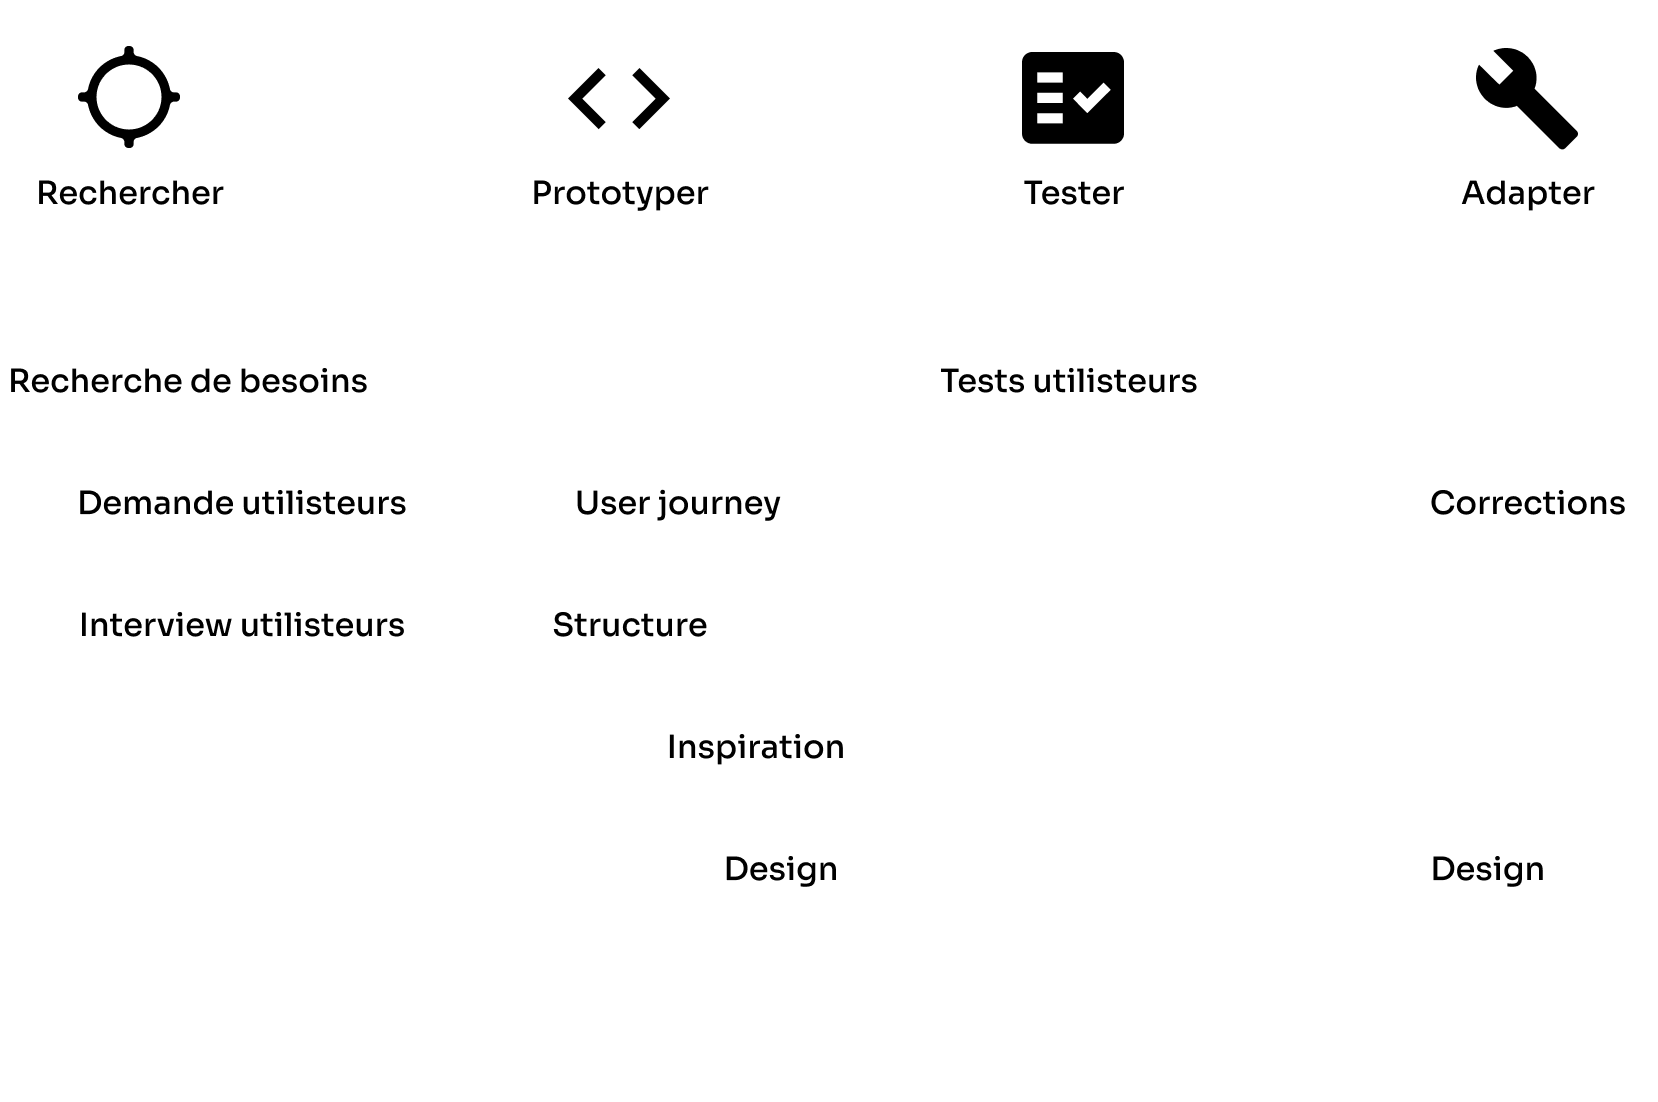 Rechercher
Prototyper
Tester
Adapter
Recherche de besoins
Tests utilisteurs
Demande utilisteurs
User journey
Corrections
Interview utilisteurs
Structure
Inspiration
Design
Design